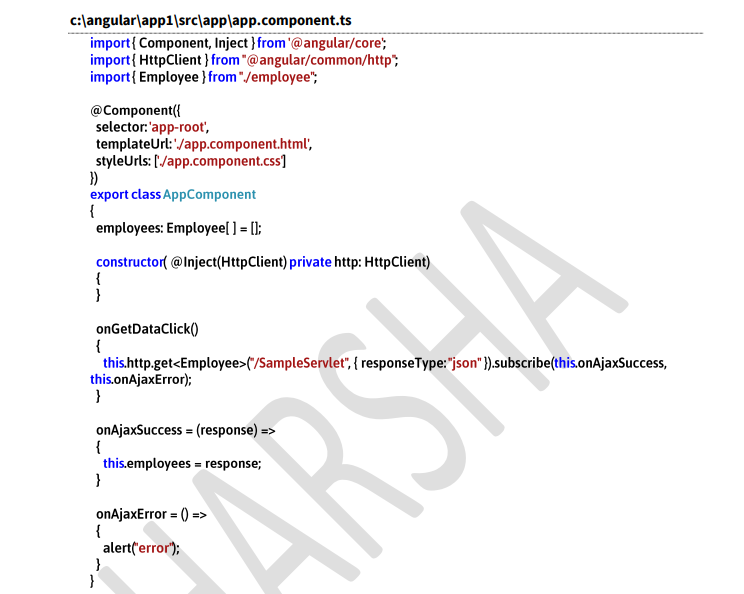 c:\angular\app1\src\app\app.component.ts
import { Component, Inject } from '@angular/core';
import { HttpClient } from "@angular/common/http";
import { Employee } from "./employee";
@Component({
selector: 'app-root',
templateUrl: './app.component.html',
styleUrls: ['./app.component.css']
})
export class AppComponent
{
employees: Employee[ ] = [];
constructor( @Inject(HttpClient) private http: HttpClient)
{
}
onGetDataClick()
{
this.http.get<Employee>("/SampleServlet", { responseType: "json" }).subscribe(this.onAjaxSuccess,
this.onAjaxError);
}
onAjaxSuccess = (response) =>
{
this.employees = response;
}
onAjaxError = () =>
{
alert("error");
}
}
HARSHA